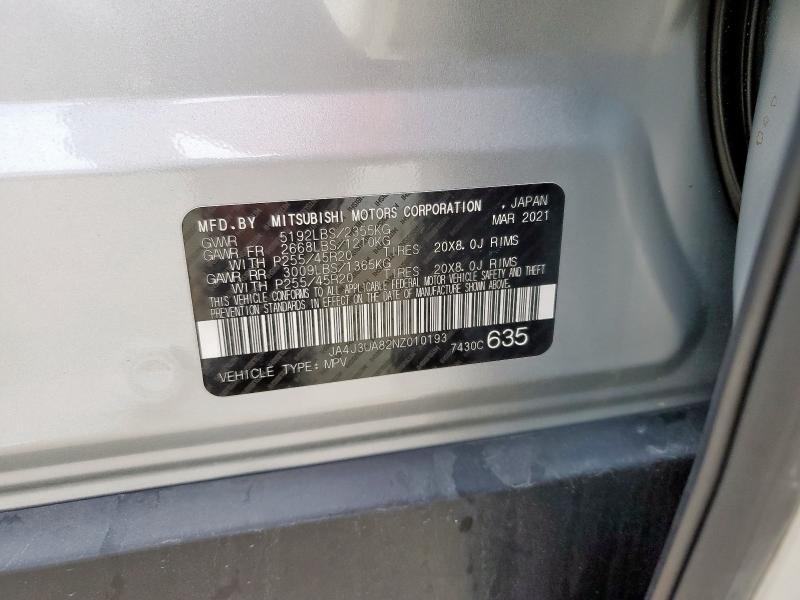 MFD.BY MITSUBISHI MOTORS CORPORATION , JAPAN
GVWR 5192LBS/2355KG MAR 2021
GAWR FR 2668LBS/1210KG
WITH P255/45R20 TIRES 20X8.0J RIMS
GAWR RR 3009LBS/1365KG
WITH P255/45R20 TIRES 20X8.0J RIMS
THIS VEHICLE CONFORMS TO ALL APPLICABLE FEDERAL MOTOR VEHICLE SAFETY AND THEFT
PREVENTION STANDARDS IN EFFECT ON THE DATE OF MANUFACTURE SHOWN ABOVE.
JA4J3UA82NZ010193 7430C 635
VEHICLE TYPE: MPV